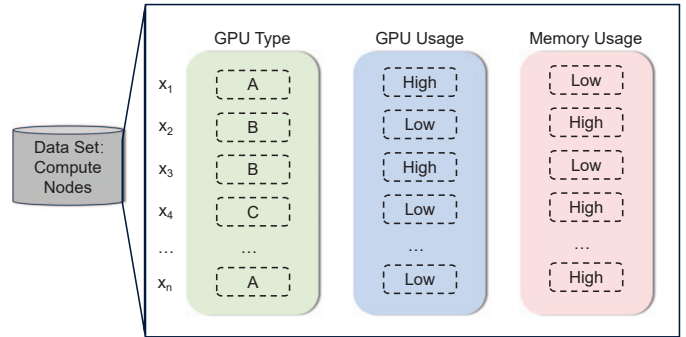 GPU Type GPU Usage Memory Usage
x1 A High Low
x2 B Low High
Data Set:
Compute
Nodes
x3 B High Low
x4 C Low High
... ... ... ...
xn A Low High